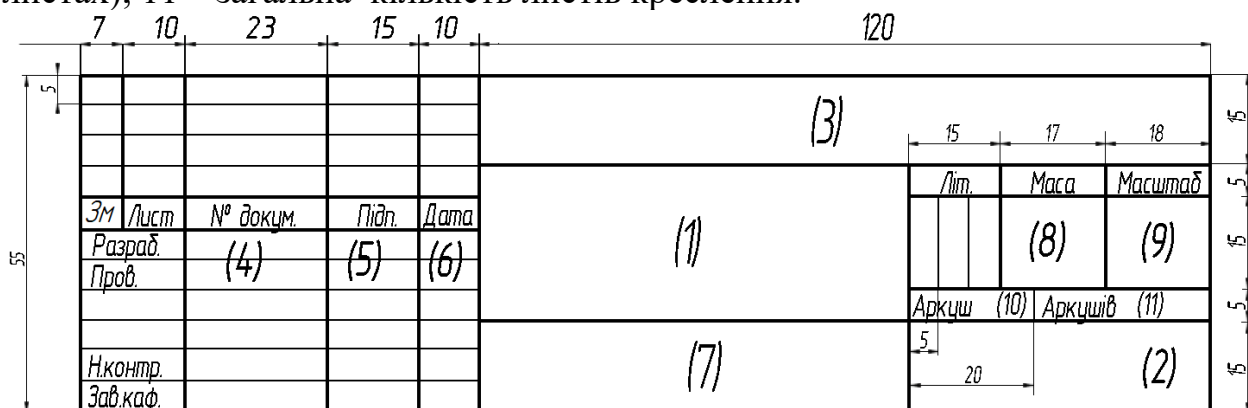 листах), 11 – загальна кількість листів креслення.
7 10 23 15 10 120
5
(3)
15
15 17 18
Літ. Маса Масштаб
5
Зм Лист № докум. Підп. Дата
Разраб. (4) (5) (6)
Пров.
(1)
(8) (9)
15
55
Аркуш (10) Аркушів (11)
5
5
20
(7)
(2)
15
Н.контр.
Зав.каф.